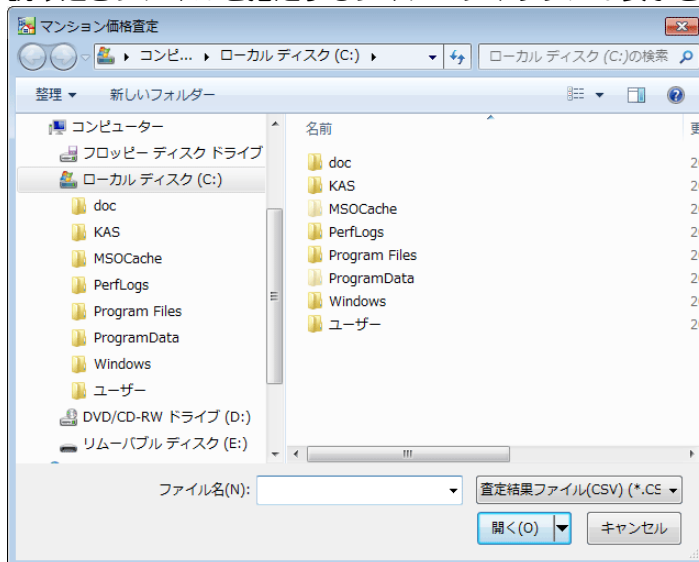 マンション価格査定
コンピ... ローカル ディスク (C:)
ローカル ディスク (C:)の検索
整理 新しいフォルダー
コンピューター
フロッピー ディスク ドライブ
ローカル ディスク (C:)
doc
KAS
MSOCache
PerfLogs
Program Files
ProgramData
Windows
ユーザー
DVD/CD-RW ドライブ (D:)
リムーバブル ディスク (E:)
名前
doc
KAS
MSOCache
PerfLogs
Program Files
ProgramData
Windows
ユーザー
ファイル名(N):
査定結果ファイル(CSV) (*.CS
開く(O)
キャンセル